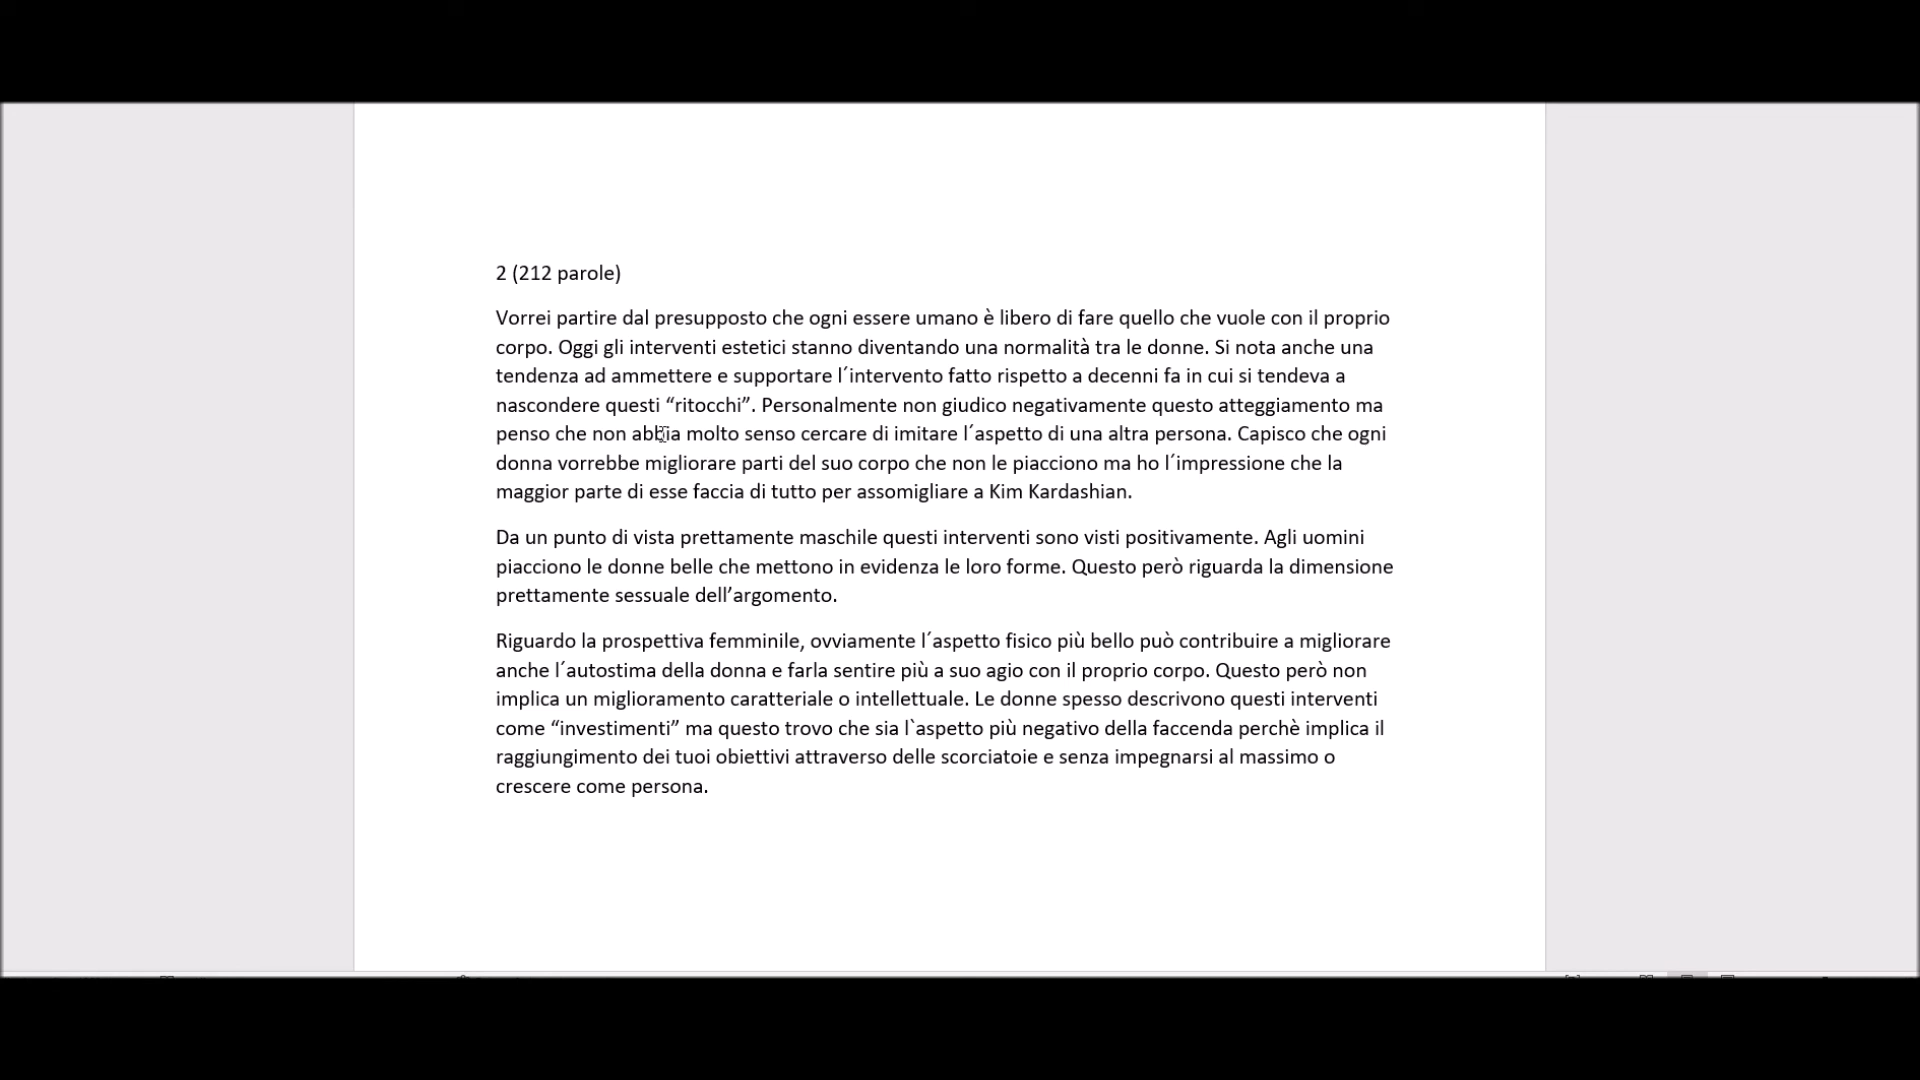 2 (212 parole)
Vorrei partire dal presupposto che ogni essere umano è libero di fare quello che vuole con il proprio
corpo. Oggi gli interventi estetici stanno diventando una normalità tra le donne. Si nota anche una
tendenza ad ammettere e supportare l´intervento fatto rispetto a decenni fa in cui si tendeva a
nascondere questi “ritocchi”. Personalmente non giudico negativamente questo atteggiamento ma
penso che non abbia molto senso cercare di imitare l´aspetto di una altra persona. Capisco che ogni
donna vorrebbe migliorare parti del suo corpo che non le piacciono ma ho l´impressione che la
maggior parte di esse faccia di tutto per assomigliare a Kim Kardashian.
Da un punto di vista prettamente maschile questi interventi sono visti positivamente. Agli uomini
piacciono le donne belle che mettono in evidenza le loro forme. Questo però riguarda la dimensione
prettamente sessuale dell’argomento.
Riguardo la prospettiva femminile, ovviamente l´aspetto fisico più bello può contribuire a migliorare
anche l´autostima della donna e farla sentire più a suo agio con il proprio corpo. Questo però non
implica un miglioramento caratteriale o intellettuale. Le donne spesso descrivono questi interventi
come “investimenti” ma questo trovo che sia l`aspetto più negativo della faccenda perchè implica il
raggiungimento dei tuoi obiettivi attraverso delle scorciatoie e senza impegnarsi al massimo o
crescere come persona.